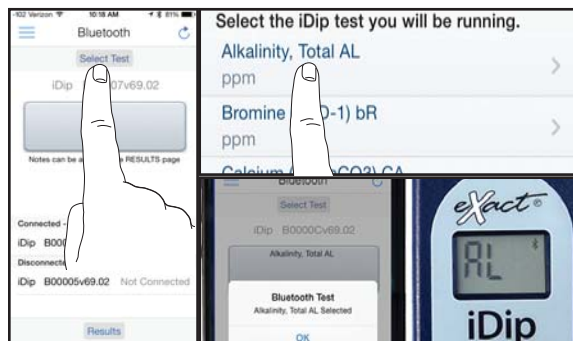 -102 Verizon 10:18 AM 81%
Bluetooth
Select Test
iDip 07v69.02
Notes can be a e RESULTS page
Connected -
iDip B000
Disconnecte
iDip B00005v69.02 Not Connected
Results
Select the iDip test you will be running.
Alkalinity, Total AL
ppm
Bromine D-1) bR
ppm
Bluetooth
Select Test
iDip B0000Cv69.02
Alkalinity, Total AL
Bluetooth Test
Alkalinity, Total AL Selected
OK
eXact®
AL
iDip